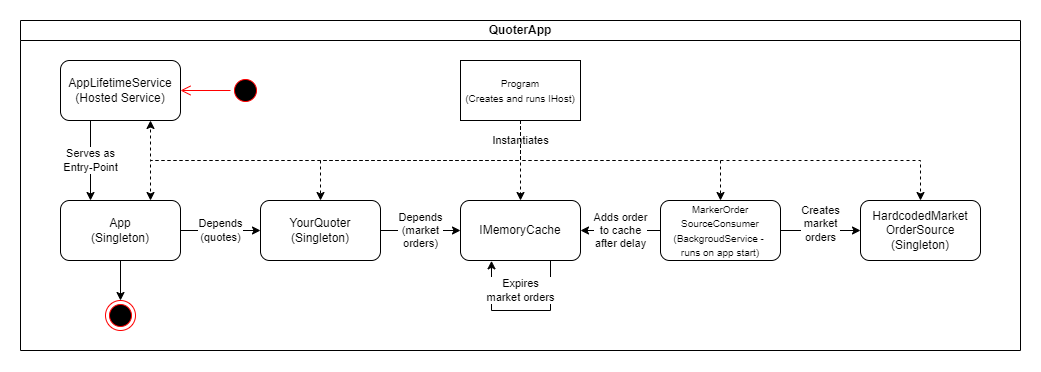 QuoterApp
AppLifetimeService
(Hosted Service)
Program
(Creates and runs IHost)
Instantiates
Serves as
Entry-Point
App
(Singleton)
Depends
(quotes)
YourQuoter
(Singleton)
Depends
(market
orders)
IMemoryCache
Adds order
to cache
after delay
MarkerOrder
SourceConsumer
(BackgroudService -
runs on app start)
Creates
market
orders
HardcodedMarket
OrderSource
(Singleton)
Expires
market orders